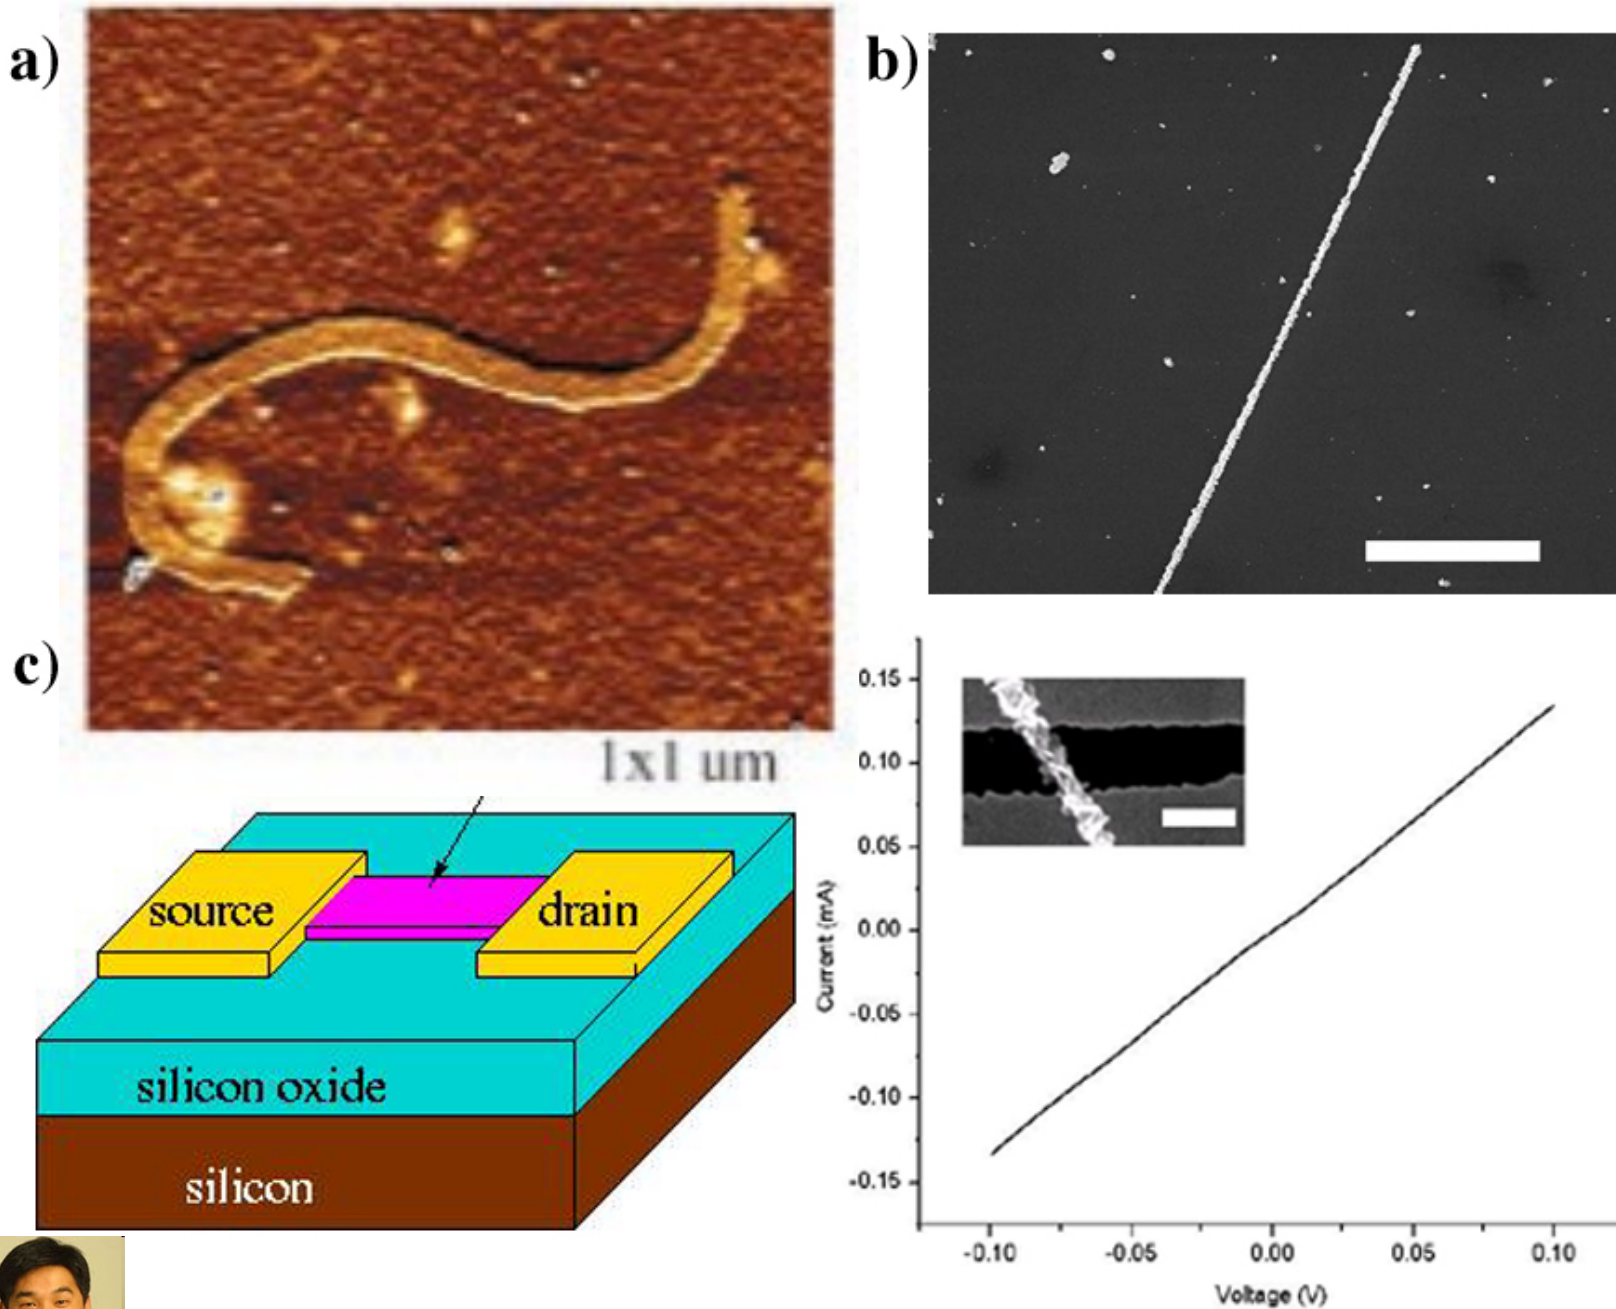 a)
b)
1x1 um
c)
source
drain
silicon oxide
silicon
0.15
0.10
0.05
0.00
-0.05
-0.10
-0.15
Current (mA)
-0.10 -0.05 0.00 0.05 0.10
Voltage (V)